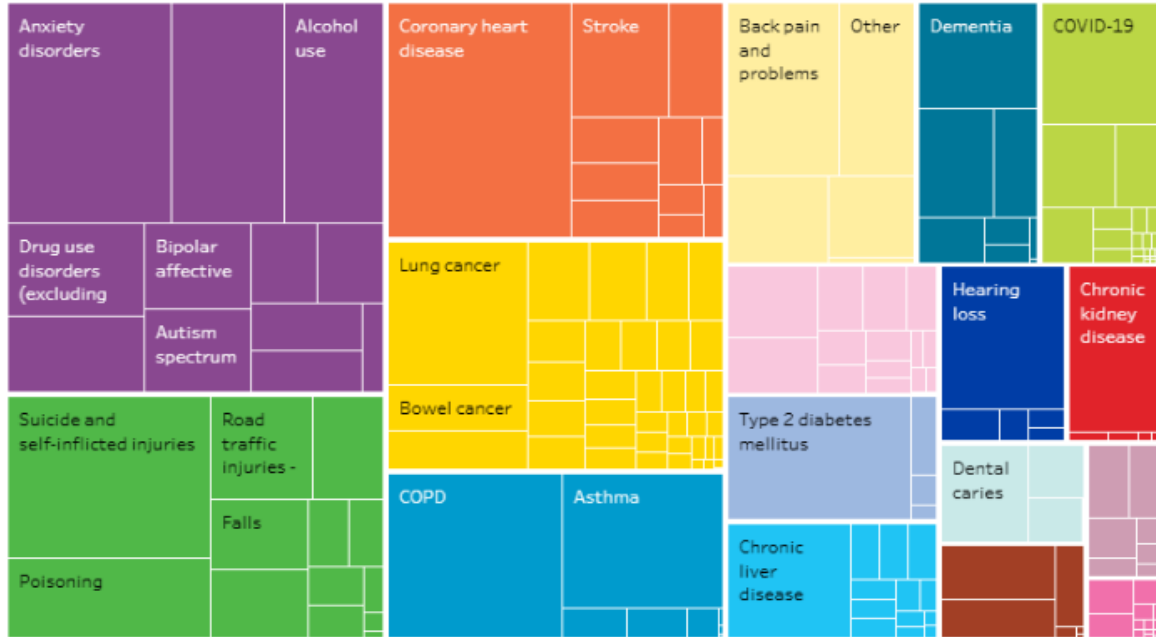 Anxiety
disorders
Alcohol
use
Drug use
disorders
(excluding
Bipolar
affective
Autism
spectrum
Suicide and
self-inflicted injuries
Road
traffic
injuries -
Falls
Poisoning
Coronary heart
disease
Stroke
Lung cancer
Bowel cancer
COPD
Asthma
Back pain
and
problems
Other
Dementia
COVID-19
Hearing
loss
Chronic
kidney
disease
Type 2 diabetes
mellitus
Dental
caries
Chronic
liver
disease